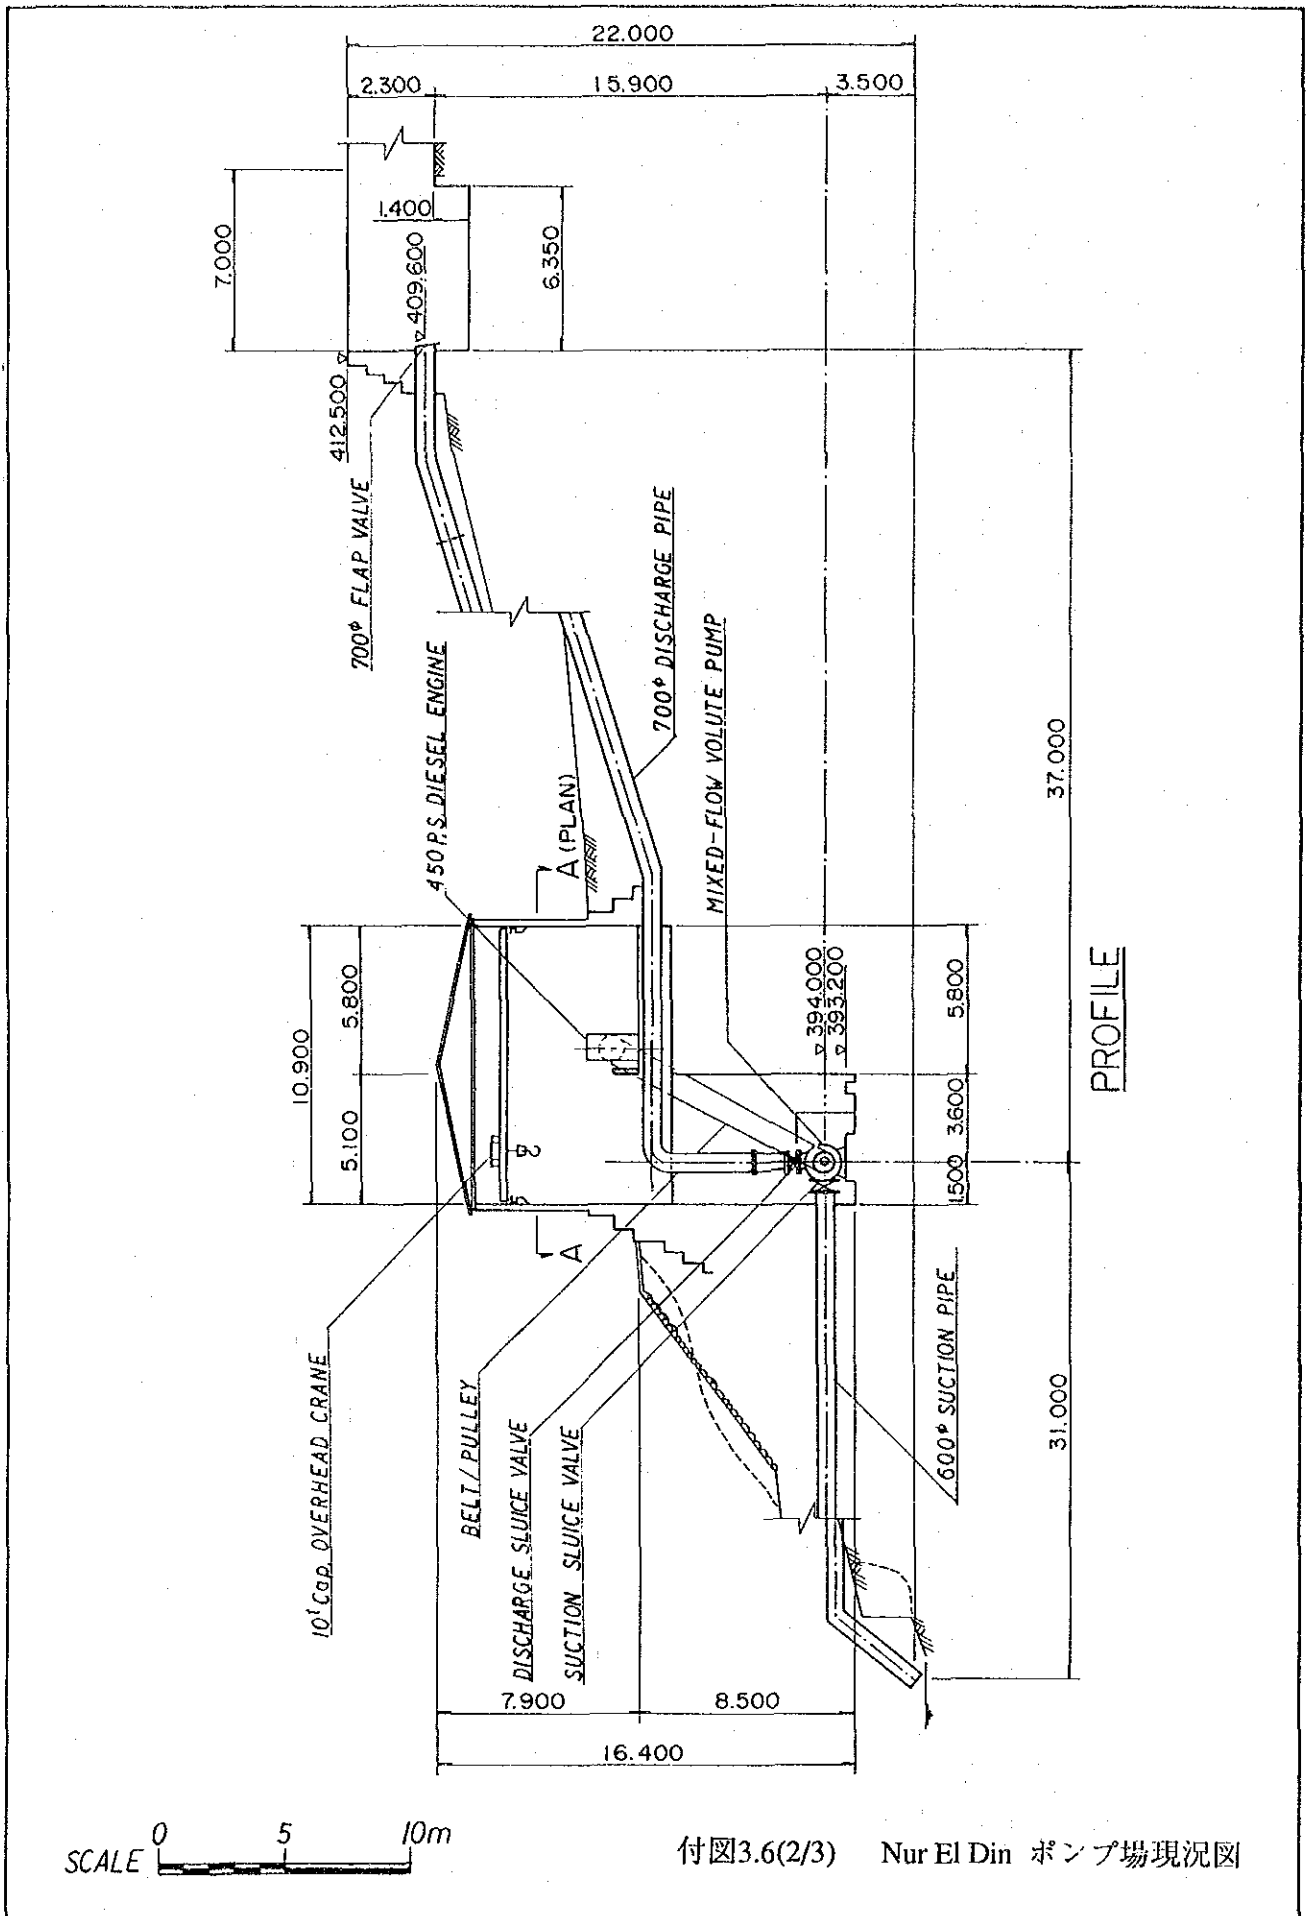 22.000
2.300
15.900
3.500
7.000
1.400
409.600
6.350
412.500
700φ FLAP VALVE
700φ DISCHARGE PIPE
450P.S. DIESEL ENGINE
MIXED-FLOW VOLUTE PUMP
A (PLAN)
37.000
10.900
5.800
5.100
394.000
393.200
5.800
3.600
1.500
PROFILE
A
10t Cap. OVERHEAD CRANE
BELT/PULLEY
DISCHARGE SLUICE VALVE
SUCTION SLUICE VALVE
600φ SUCTION PIPE
31.000
7.900
8.500
16.400
SCALE 0 5 10m
付図3.6(2/3) Nur El Din ポンプ場現況図